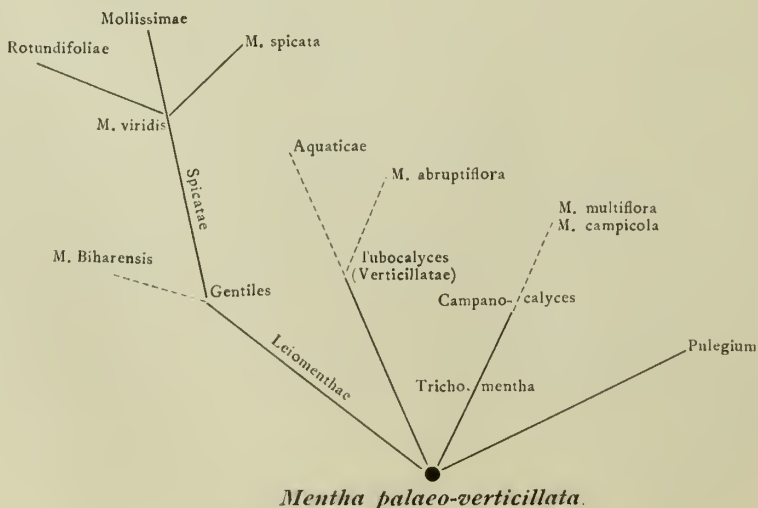 Mollissimae
Rotundifoliae
M. spicata
M. viridis
Spicatae
Aquaticae
M. abruptiflora
M. multiflora
M. campicola
M. Biharensis
Tubocalyces
(Verticillatae)
Gentiles
Campano-calyces
Leiomenthae
Pulegium
Tricho-mentha
Mentha palaeo-verticillata.